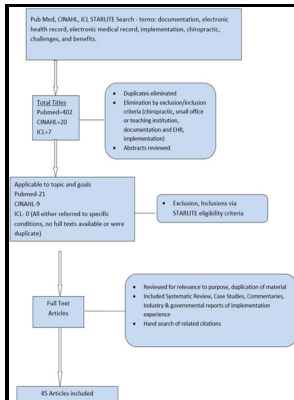 Pub Med, CINAHL, ICL STARLITE Search - terms: documentation, electronic
health record, electronic medical record, implementation, chiropractic,
challenges, and benefits.
Total Titles
Pubmed=402
CINAHL=20
ICL=7
• Duplicates eliminated
• Elimination by exclusion/inclusion
criteria (chiropractic, small office
or teaching institution,
documentation and EHR,
implementation)
• Abstracts reviewed
Applicable to topic and goals
Pubmed-21
CINAHL-9
ICL- 0 (All either referred to specific
conditions, no full texts available or were
duplicate)
• Exclusion, Inclusions via
STARLITE eligibility criteria
Full Text
Articles
• Reviewed for relevance to purpose, duplication of material
• Included Systematic Review, Case Studies, Commentaries,
Industry & governmental reports of implementation
experience
• Hand search of related citations
45 Articles included